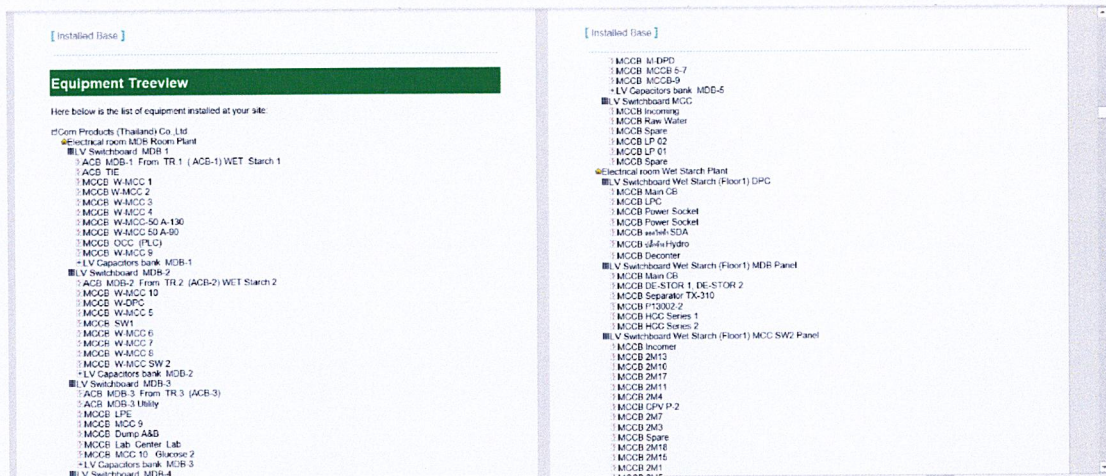 [ Installed Base ]
Equipment Treeview
Here below is the list of equipment installed at your site:
Corn Products (Thailand) Co.,Ltd
Electrical room MDB Room Plant
LV Switchboard MDB-1
ACB MDB-1 From TR.1 ( ACB-1) WET Starch 1
ACB TIE
MCCB W-MCC 1
MCCB W-MCC 2
MCCB W-MCC 3
MCCB W-MCC 4
MCCB W-MCC-50 A-130
MCCB W-MCC 50 A-90
MCCB OCC (PLC)
MCCB W-MCC 9
LV Capacitors bank MDB-1
LV Switchboard MDB-2
ACB MDB-2 From TR.2 (ACB-2) WET Starch 2
MCCB W-MCC 10
MCCB W-DPC
MCCB W-MCC 5
MCCB SW1
MCCB W-MCC 6
MCCB W-MCC 7
MCCB W-MCC 8
MCCB W-MCC SW 2
LV Capacitors bank MDB-2
LV Switchboard MDB-3
ACB MDB-3 From TR.3 (ACB-3)
ACB MDB-3 Utility
MCCB LPE
MCCB MCC 9
MCCB Dump A&B
MCCB Lab Center Lab
MCCB MCC 10 Glucose 2
LV Capacitors bank MDB-3
LV Switchboard MDB-4
[ Installed Base ]
MCCB M-DPD
MCCB MCCB 5-7
MCCB MCCB-9
LV Capacitors bank MDB-5
LV Switchboard MCC
MCCB Incoming
MCCB Raw Water
MCCB Spare
MCCB LP 02
MCCB LP 01
MCCB Spare
Electrical room Wet Starch Plant
LV Switchboard Wet Starch (Floor1) DPC
MCCB Main CB
MCCB LPC
MCCB Power Socket
MCCB Power Socket
MCCB SDA
MCCB Hydro
MCCB Deconter
LV Switchboard Wet Starch (Floor1) MDB Panel
MCCB Main CB
MCCB DE-STOR 1, DE-STOR 2
MCCB Separator TX-310
MCCB P13002-2
MCCB HCC Series 1
MCCB HCC Series 2
LV Switchboard Wet Starch (Floor1) MCC SW2 Panel
MCCB Incomer
MCCB 2M13
MCCB 2M10
MCCB 2M17
MCCB 2M11
MCCB 2M4
MCCB CPV P-2
MCCB 2M7
MCCB 2M3
MCCB Spare
MCCB 2M18
MCCB 2M15
MCCB 2M1